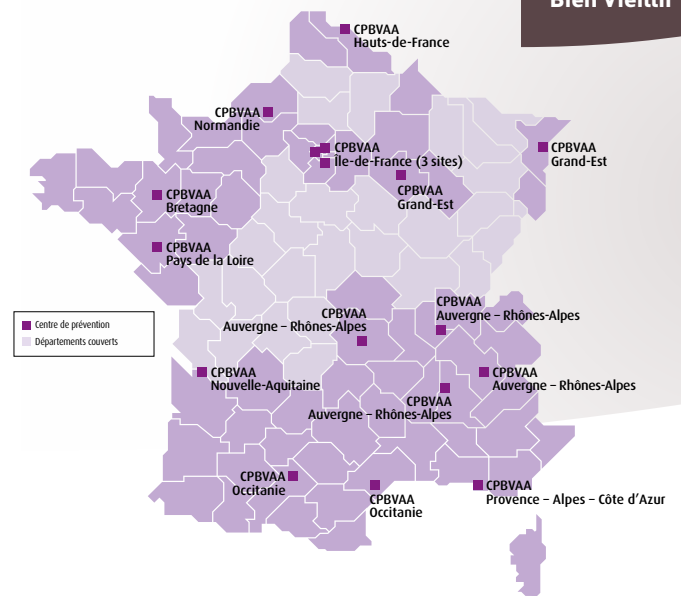 Bien Vieillir
CPBVAA
Hauts-de-France
CPBVAA
Normandie
CPBVAA
Île-de-France (3 sites)
CPBVAA
Grand-Est
CPBVAA
Grand-Est
CPBVAA
Bretagne
CPBVAA
Pays de la Loire
Centre de prévention
Départements couverts
CPBVAA
Auvergne – Rhônes-Alpes
CPBVAA
Auvergne – Rhônes-Alpes
CPBVAA
Nouvelle-Aquitaine
CPBVAA
Auvergne – Rhônes-Alpes
CPBVAA
Auvergne – Rhônes-Alpes
CPBVAA
Occitanie
CPBVAA
Occitanie
CPBVAA
Provence – Alpes – Côte d'Azur